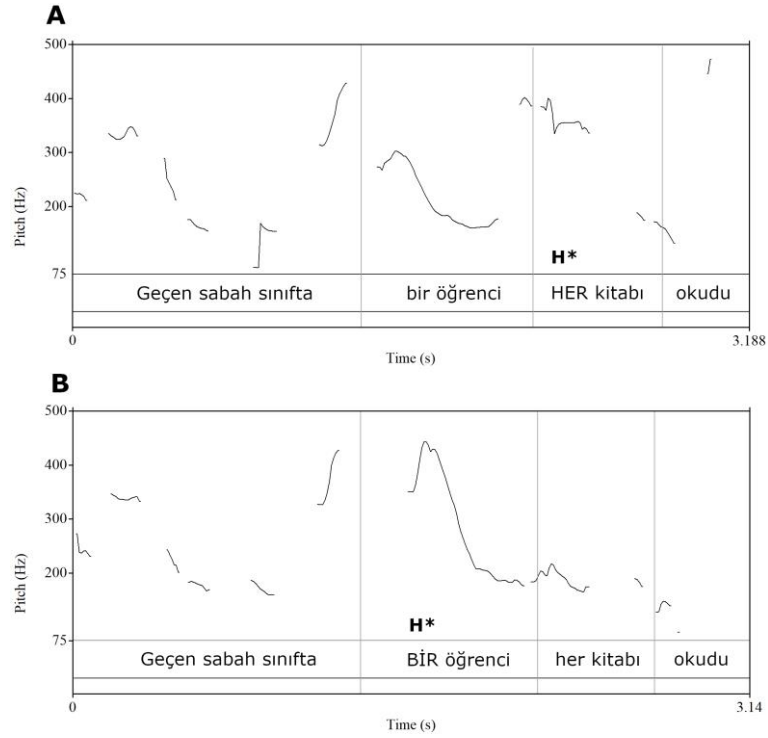 A
500
400
300
200
75
Pitch (Hz)
H*
Geçen sabah sınıfta bir öğrenci HER kitabı okudu
0 3.188
Time (s)
B
500
400
300
200
75
Pitch (Hz)
H*
Geçen sabah sınıfta BİR öğrenci her kitabı okudu
0 3.14
Time (s)